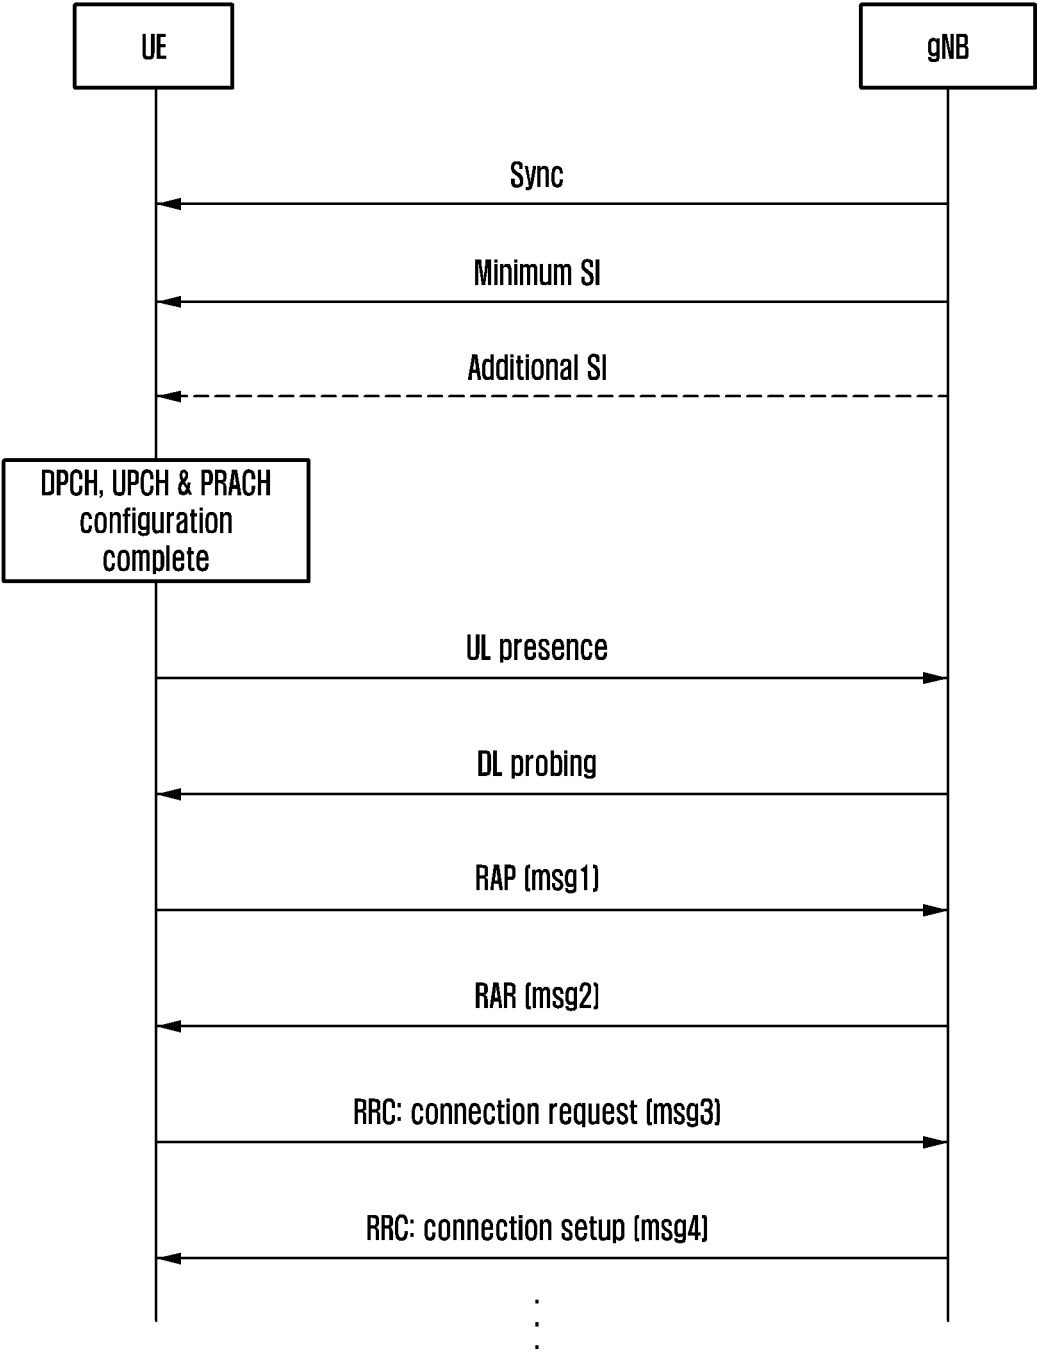 UE
gNB
Sync
Minimum SI
Additional SI
DPCH, UPCH & PRACH
configuration
complete
UL presence
DL probing
RAP (msg1)
RAR (msg2)
RRC: connection request (msg3)
RRC: connection setup (msg4)